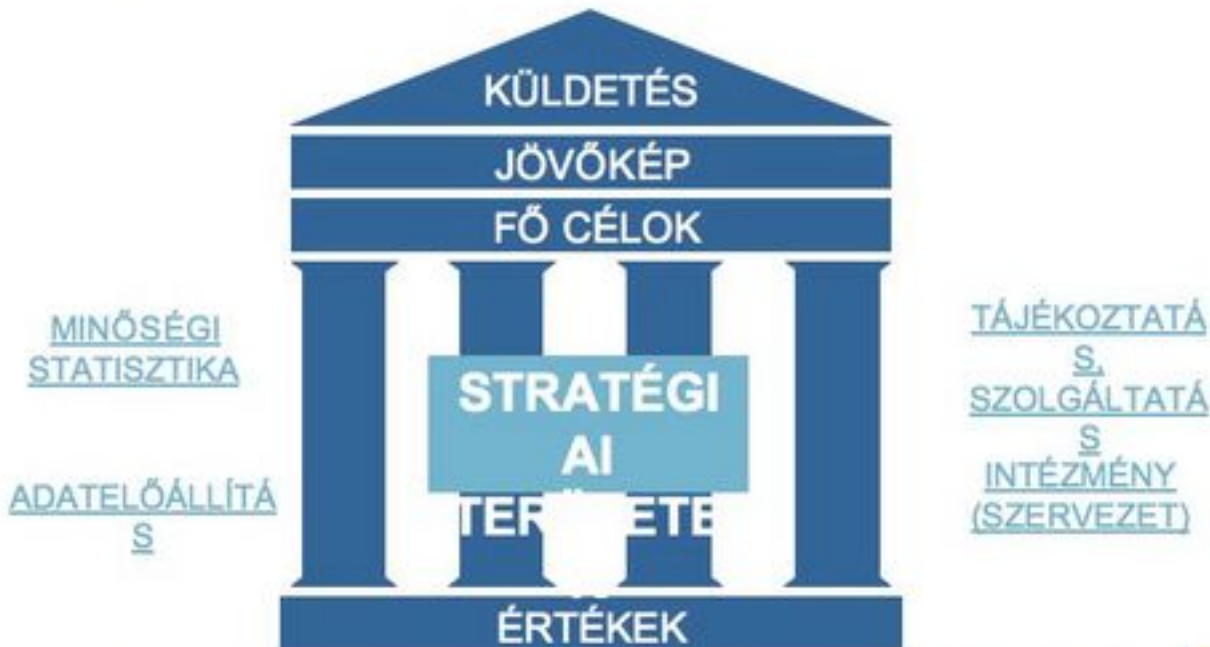 KÜLDETÉS
JÖVŐKÉP
FŐ CÉLOK
MINŐSÉGI
STATISZTIKA
ADATELŐÁLLÍTÁ
S
STRATÉGI
AI
TÁJÉKOZTATÁ
S,
SZOLGÁLTATÁ
S
INTÉZMÉNY
(SZERVEZET)
ÉRTÉKEK